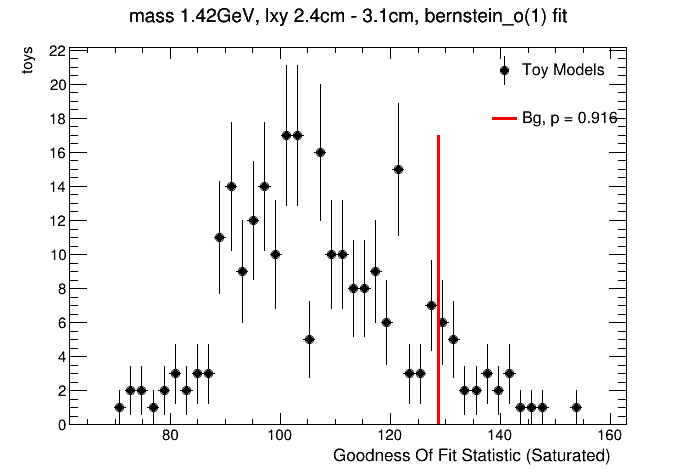 mass 1.42GeV, lxy 2.4cm - 3.1cm, bernstein_o(1) fit
toys
22
20
18
16
14
12
10
8
6
4
2
0
Toy Models
Bg, p = 0.916
80 100 120 140 160
Goodness Of Fit Statistic (Saturated)